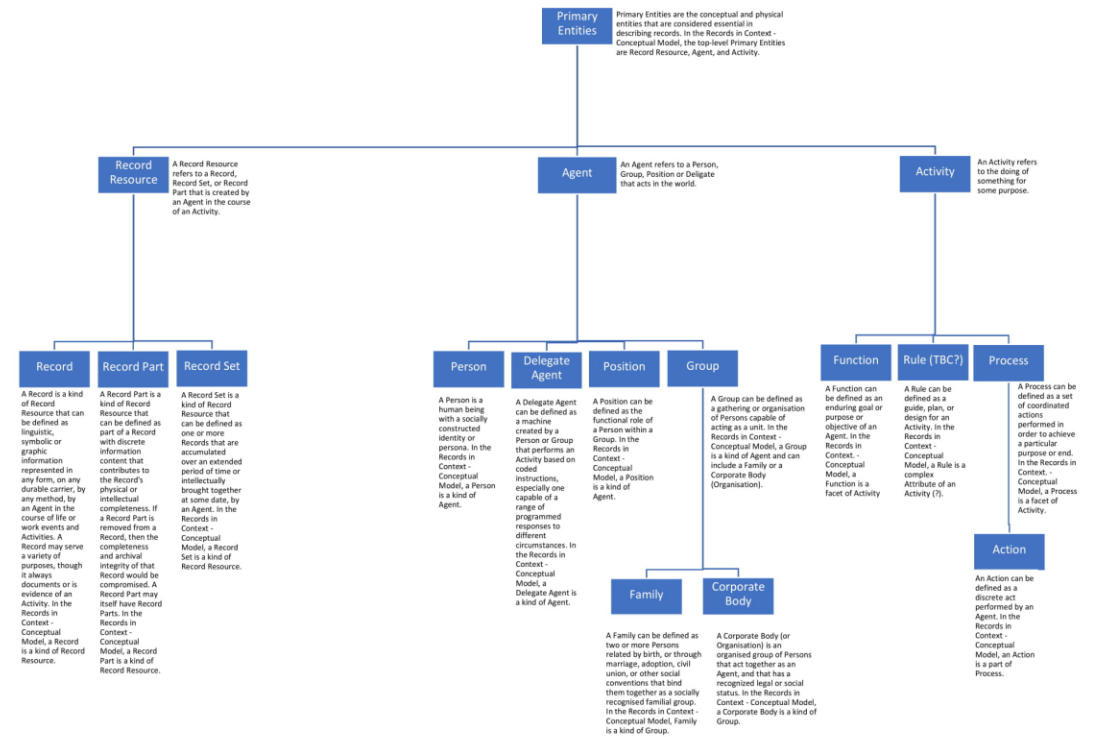 Primary
Entities
Primary Entities are the conceptual and physical
entities that are considered essential in
describing records. In the Records in Context -
Conceptual Model, the top-level Primary Entities
are Record Resource, Agent, and Activity.
Record
Resource
A Record Resource
refers to a Record,
Record Set, or Record
Part that is created by
an Agent in the course
of an Activity.
Agent
An Agent refers to a Person,
Group, Position or Deligate
that acts in the world.
Activity
An Activity refers
to the doing of
something for
some purpose.
Record
A Record is a kind
of Record
Resource that can
be defined as
linguistic,
symbolic or
graphic
information
represented in
any form, on any
durable carrier, by
any method, by
an Agent in the
course of life or
work events and
Activities. A
Record may serve
a variety of
purposes, though
it always
documents or is
evidence of an
Activity. In the
Records in
Context -
Conceptual
Model, a Record
is a kind of Record
Resource.
Record Part
A Record Part is a
kind of Record
Resource that
can be defined as
part of a Record
with discrete
information
content that
contributes to
the Record's
physical or
intellectual
completeness. If
a Record Part is
removed from a
Record, then the
completeness
and archival
integrity of that
Record would be
compromised. A
Record Part may
itself have Record
Parts. In the
Records in
Context -
Conceptual
Model, a Record
Part is a kind of
Record Resource.
Record Set
A Record Set is a
kind of Record
Resource that
can be defined as
one or more
Records that are
accumulated
over an extended
period of time or
intellectually
brought together
at some date, by
an Agent. In the
Records in
Context -
Conceptual
Model, a Record
Set is a kind of
Record Resource.
Person
A Person is a
human being
with a socially
constructed
identity or
persona. In the
Records in
Context -
Conceptual
Model, a Person
is a kind of
Agent.
Delegate
Agent
A Delegate Agent
can be defined as
a machine
created by a
Person or Group
that performs an
Activity based on
coded
instructions,
especially one
capable of a
range of
programmed
responses to
different
circumstances. In
the Records in
Context -
Conceptual
Model, a
Delegate Agent is
a kind of Agent.
Position
A Position can be
defined as the
functional role of
a Person within a
Group. In the
Records in
Context -
Conceptual
Model, a Position
is a kind of
Agent.
Group
A Group can be defined as
a gathering or organisation
of Persons capable of
acting as a unit. In the
Records in Context -
Conceptual Model, a Group
is a kind of Agent and can
include a Family or a
Corporate Body
(Organisation).
Family
A Family can be defined as
two or more Persons
related by birth, or through
marriage, adoption, civil
union, or other social
conventions that bind
them together as a socially
recognised familial group.
In the Records in Context -
Conceptual Model, Family
is a kind of Group.
Corporate
Body
A Corporate Body (or
Organisation) is an
organised group of Persons
that act together as an
Agent, and that has a
recognized legal or social
status. In the Records in
Context - Conceptual Model,
a Corporate Body is a kind of
Group.
Function
A Function can
be defined as an
enduring goal or
purpose or
objective of an
Agent. In the
Records in
Context. -
Conceptual
Model, a
Function is a
facet of Activity
Rule (TBC?)
A Rule can be
defined as a
guide, plan, or
design for an
Activity. In the
Records in
Context -
Conceptual
Model, a Rule is a
complex
Attribute of an
Activity (?).
Process
A Process can be
defined as a set
of coordinated
actions
performed in
order to achieve
a particular
purpose or end.
In the Records in
Context. -
Conceptual
Model, a Process
is a facet of
Activity.
Action
An Action can be
defined as a
discrete act
performed by an
Agent. In the
Records in
Context -
Conceptual
Model, an Action
is a part of
Process.